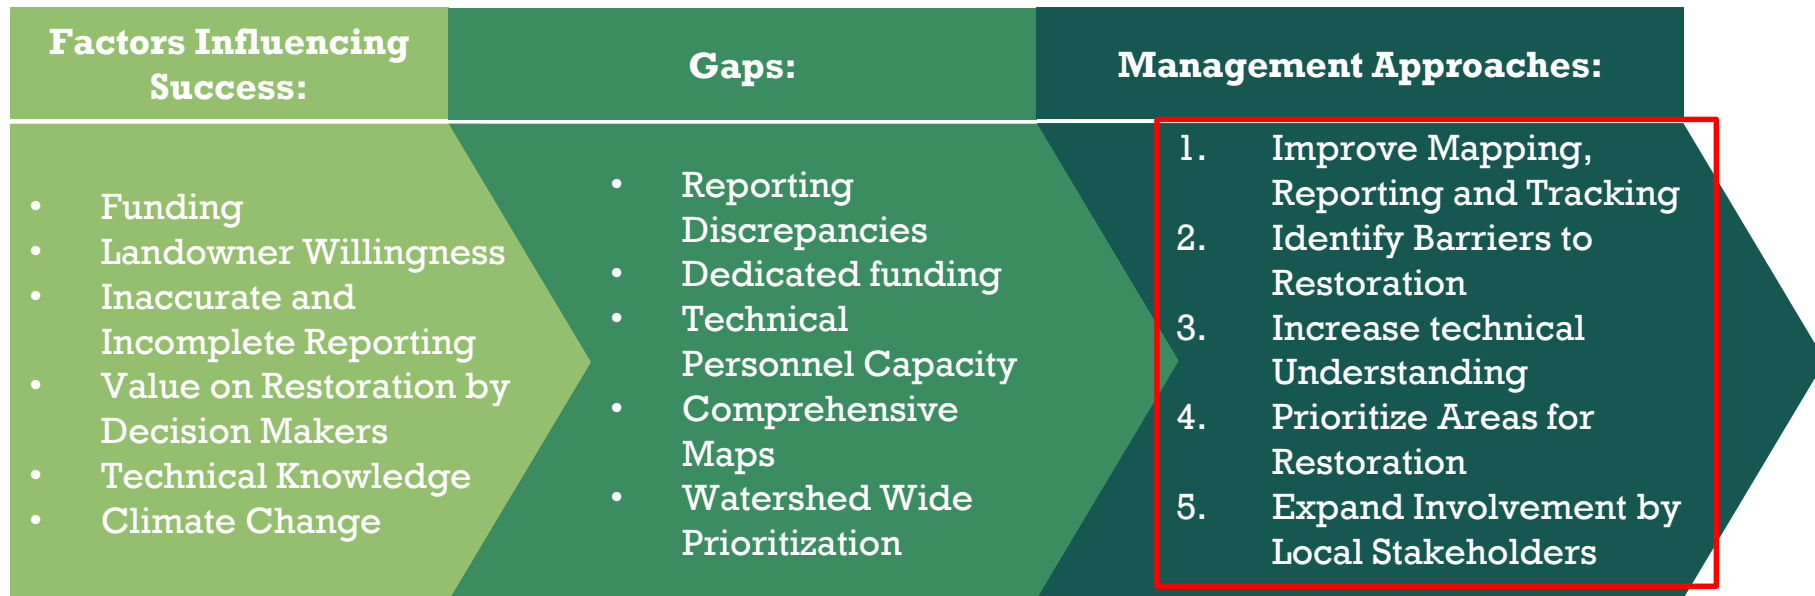 Factors Influencing
Success:
• Funding
• Landowner Willingness
• Inaccurate and
Incomplete Reporting
• Value on Restoration by
Decision Makers
• Technical Knowledge
• Climate Change
Gaps:
• Reporting
Discrepancies
• Dedicated funding
• Technical
Personnel Capacity
• Comprehensive
Maps
• Watershed Wide
Prioritization
Management Approaches:
1. Improve Mapping,
Reporting and Tracking
2. Identify Barriers to
Restoration
3. Increase technical
Understanding
4. Prioritize Areas for
Restoration
5. Expand Involvement by
Local Stakeholders